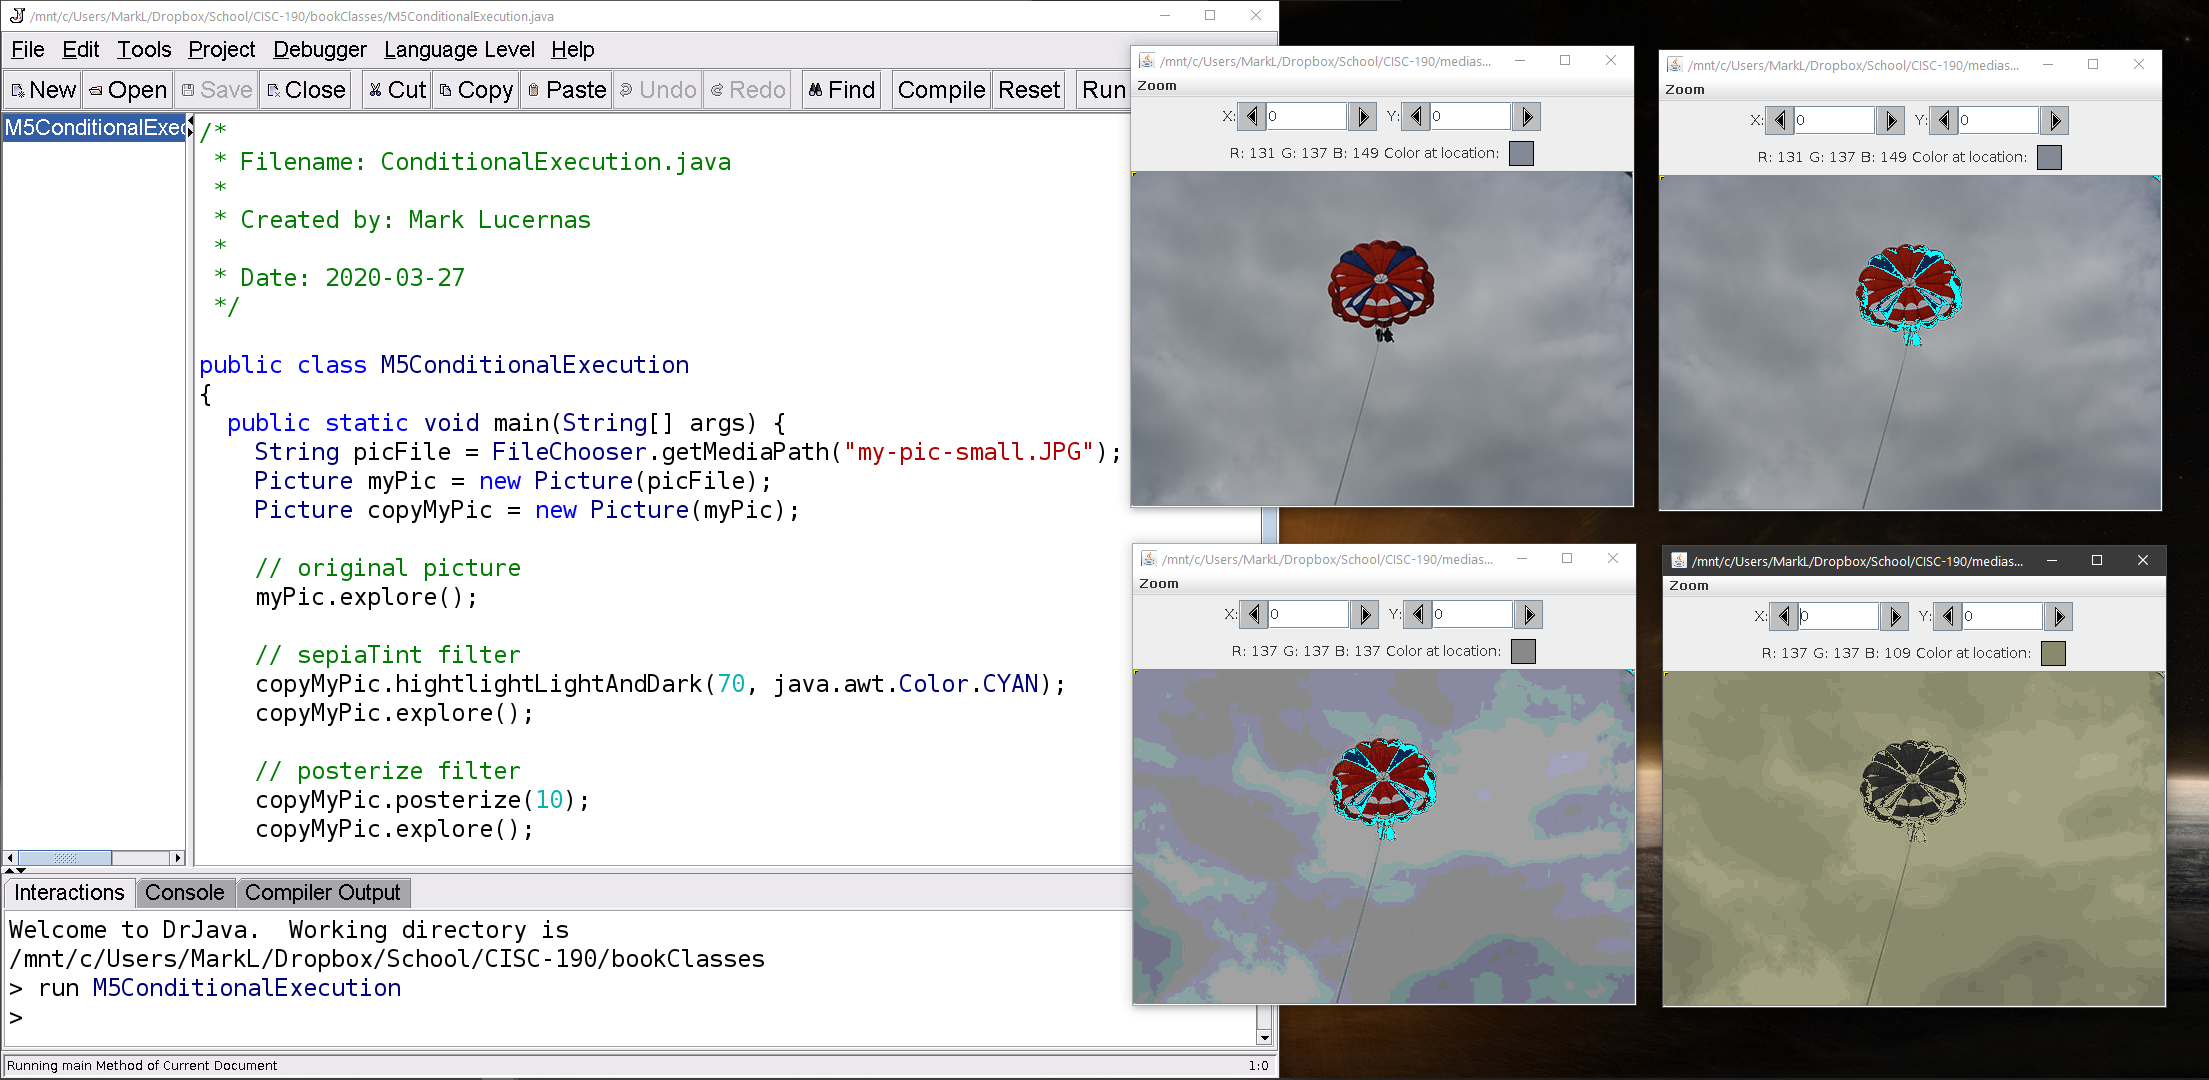 /mnt/c/Users/MarkL/Dropbox/School/CISC-190/bookClasses/M5ConditionalExecution.java
File Edit Tools Project Debugger Language Level Help
New Open Save Close Cut Copy Paste Undo Redo Find Compile Reset Run
M5ConditionalExec
/*
 * Filename: ConditionalExecution.java
 *
 * Created by: Mark Lucernas
 *
 * Date: 2020-03-27
 */
public class M5ConditionalExecution
{
  public static void main(String[] args) {
    String picFile = FileChooser.getMediaPath("my-pic-small.JPG");
    Picture myPic = new Picture(picFile);
    Picture copyMyPic = new Picture(myPic);
    // original picture
    myPic.explore();
    // sepiaTint filter
    copyMyPic.hightlightLightAndDark(70, java.awt.Color.CYAN);
    copyMyPic.explore();
    // posterize filter
    copyMyPic.posterize(10);
    copyMyPic.explore();
Interactions Console Compiler Output
Welcome to DrJava.  Working directory is
/mnt/c/Users/MarkL/Dropbox/School/CISC-190/bookClasses
> run M5ConditionalExecution
>
Running main Method of Current Document 1:0
/mnt/c/Users/MarkL/Dropbox/School/CISC-190/medias...
Zoom
X: 0 Y: 0
R: 131 G: 137 B: 149 Color at location:
/mnt/c/Users/MarkL/Dropbox/School/CISC-190/medias...
Zoom
X: 0 Y: 0
R: 131 G: 137 B: 149 Color at location:
/mnt/c/Users/MarkL/Dropbox/School/CISC-190/medias...
Zoom
X: 0 Y: 0
R: 137 G: 137 B: 137 Color at location:
/mnt/c/Users/MarkL/Dropbox/School/CISC-190/medias...
Zoom
X: 0 Y: 0
R: 137 G: 137 B: 109 Color at location: